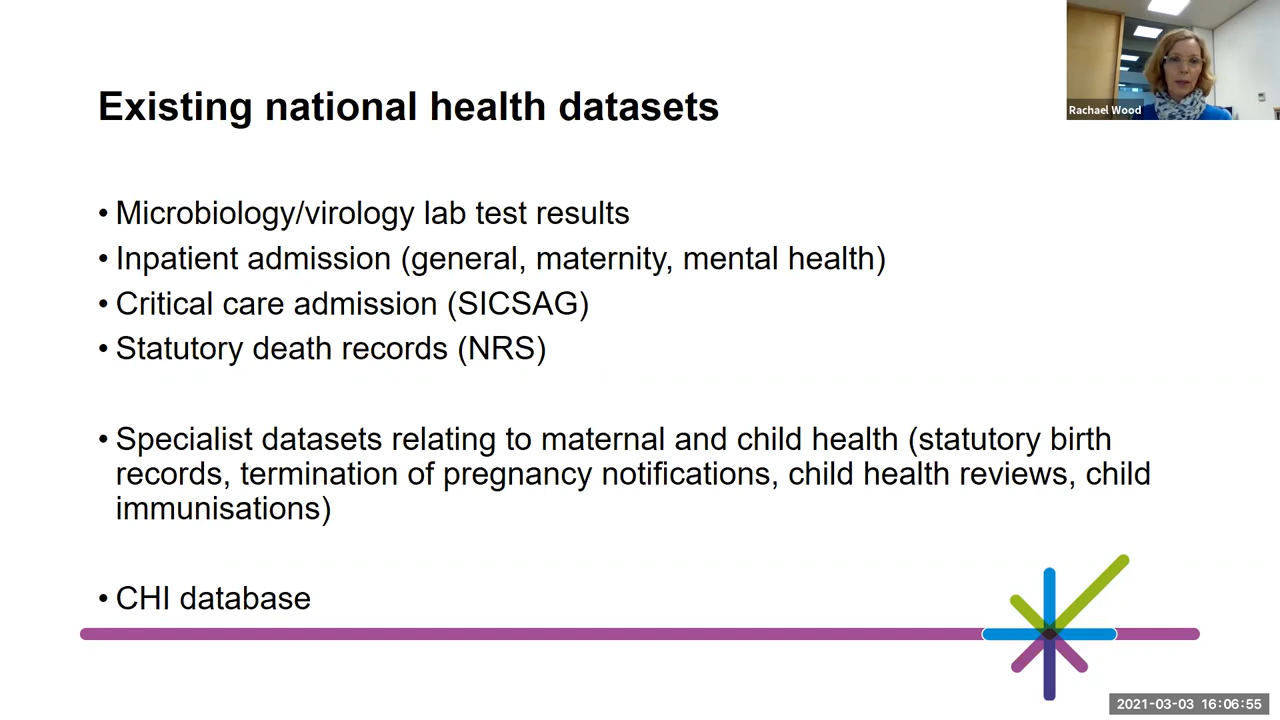 Existing national health datasets
Rachael Wood
• Microbiology/virology lab test results
• Inpatient admission (general, maternity, mental health)
• Critical care admission (SICSAG)
• Statutory death records (NRS)
• Specialist datasets relating to maternal and child health (statutory birth
records, termination of pregnancy notifications, child health reviews, child
immunisations)
• CHI database
2021-03-03 16:06:55